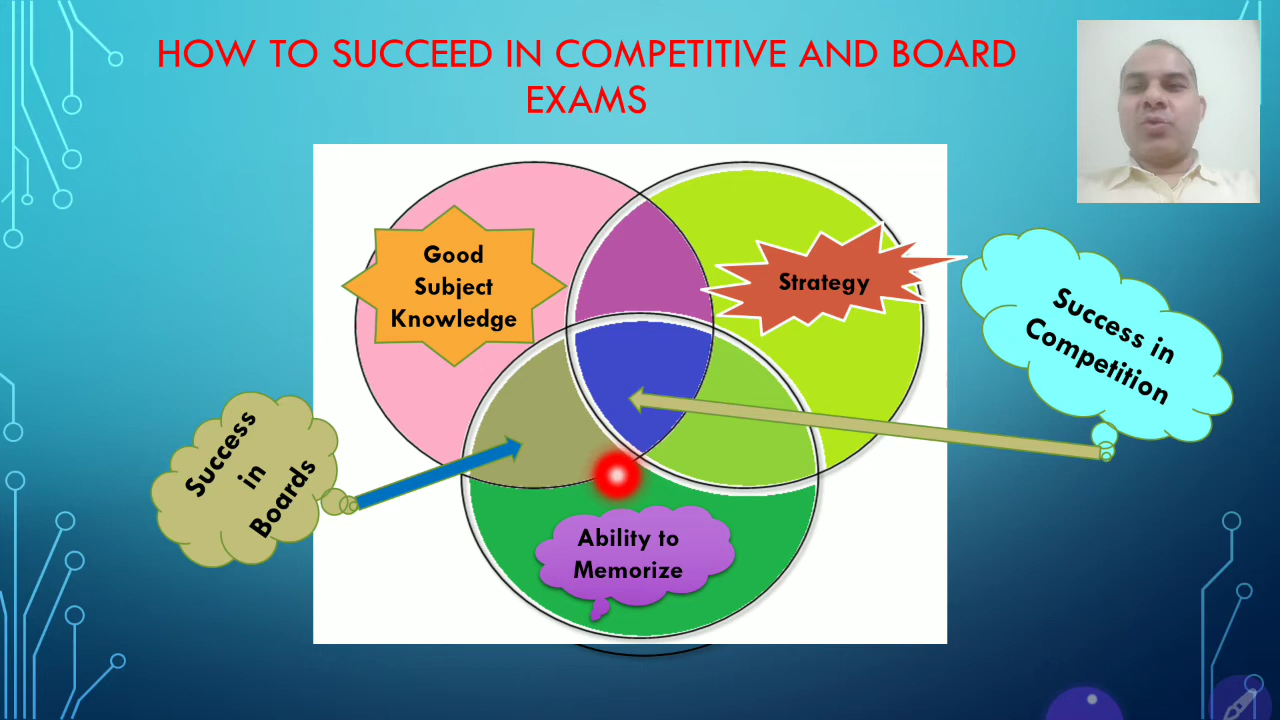 HOW TO SUCCEED IN COMPETITIVE AND BOARD
EXAMS
Good
Subject
Knowledge
Strategy
Success in
Competition
Success
in
Boards
Ability to
Memorize